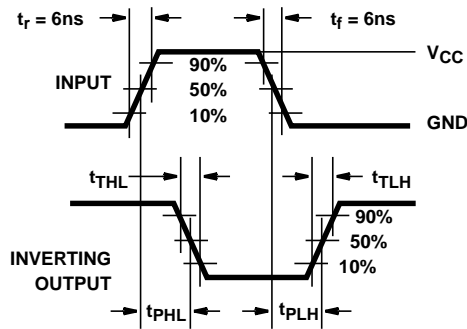 tr = 6ns
tf = 6ns
VCC
90%
INPUT
50%
10%
GND
tTHL
tTLH
90%
50%
INVERTING
10%
OUTPUT
tPHL
tPLH